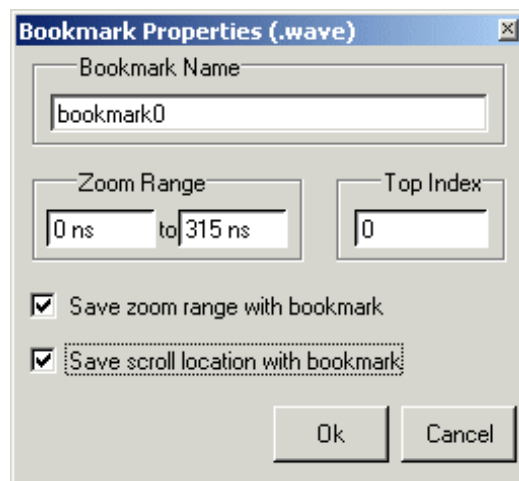 Bookmark Properties (.wave)
Bookmark Name
bookmark0
Zoom Range
Top Index
0 ns to 315 ns
0
Save zoom range with bookmark
Save scroll location with bookmark
Ok Cancel